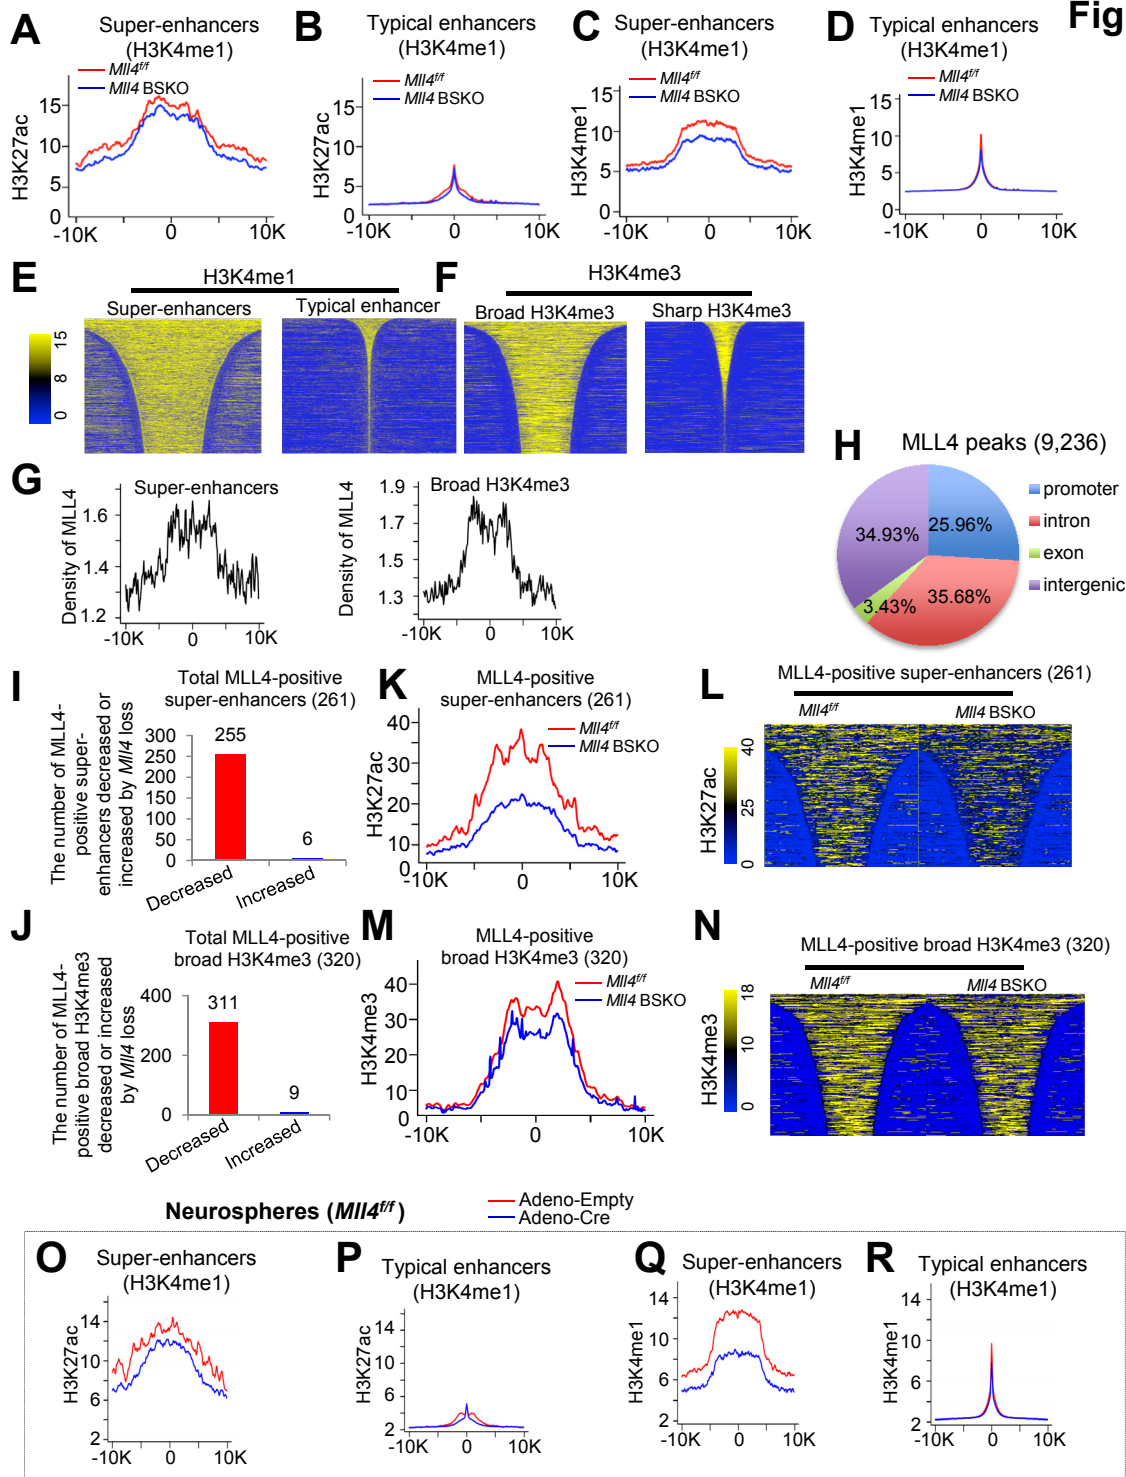 Fig
A
Super-enhancers
(H3K4me1)
Mll4f/f
Mll4 BSKO
H3K27ac
15
10
5
0
-10K 0 10K
B
Typical enhancers
(H3K4me1)
Mll4f/f
Mll4 BSKO
H3K27ac
15
10
5
0
-10K 0 10K
C
Super-enhancers
(H3K4me1)
Mll4f/f
Mll4 BSKO
H3K4me1
15
10
5
0
-10K 0 10K
D
Typical enhancers
(H3K4me1)
Mll4f/f
Mll4 BSKO
H3K4me1
15
10
5
0
-10K 0 10K
E
H3K4me1
Super-enhancers
Typical enhancer
15
8
0
F
H3K4me3
Broad H3K4me3
Sharp H3K4me3
G
Super-enhancers
Density of MLL4
1.6
1.4
1.2
-10K 0 10K
Broad H3K4me3
Density of MLL4
1.9
1.7
1.5
1.3
-10K 0 10K
H
MLL4 peaks (9,236)
34.93%
25.96%
3.43%
35.68%
promoter
intron
exon
intergenic
I
Total MLL4-positive
super-enhancers (261)
The number of MLL4-
positive super-
enhancers decreased or
increased by Mll4 loss
300
250
200
150
100
50
0
255
6
Decreased
Increased
K
MLL4-positive
super-enhancers (261)
Mll4f/f
Mll4 BSKO
H3K27ac
40
30
20
10
0
-10K 0 10K
L
MLL4-positive super-enhancers (261)
Mll4f/f
Mll4 BSKO
H3K27ac
40
25
0
J
Total MLL4-positive
broad H3K4me3 (320)
The number of MLL4-
positive broad H3K4me3
decreased or increased
by Mll4 loss
400
200
0
311
9
Decreased
Increased
M
MLL4-positive
broad H3K4me3 (320)
Mll4f/f
Mll4 BSKO
H3K4me3
40
30
20
10
0
-10K 0 10K
N
MLL4-positive broad H3K4me3 (320)
Mll4f/f
Mll4 BSKO
H3K4me3
18
10
0
Neurospheres (Mll4f/f )
Adeno-Empty
Adeno-Cre
O
Super-enhancers
(H3K4me1)
H3K27ac
14
10
6
2
-10K 0 10K
P
Typical enhancers
(H3K4me1)
H3K27ac
14
10
8
6
4
2
-10K 0 10K
Q
Super-enhancers
(H3K4me1)
H3K4me1
14
10
6
2
-10K 0 10K
R
Typical enhancers
(H3K4me1)
H3K4me1
14
10
6
2
-10K 0 10K